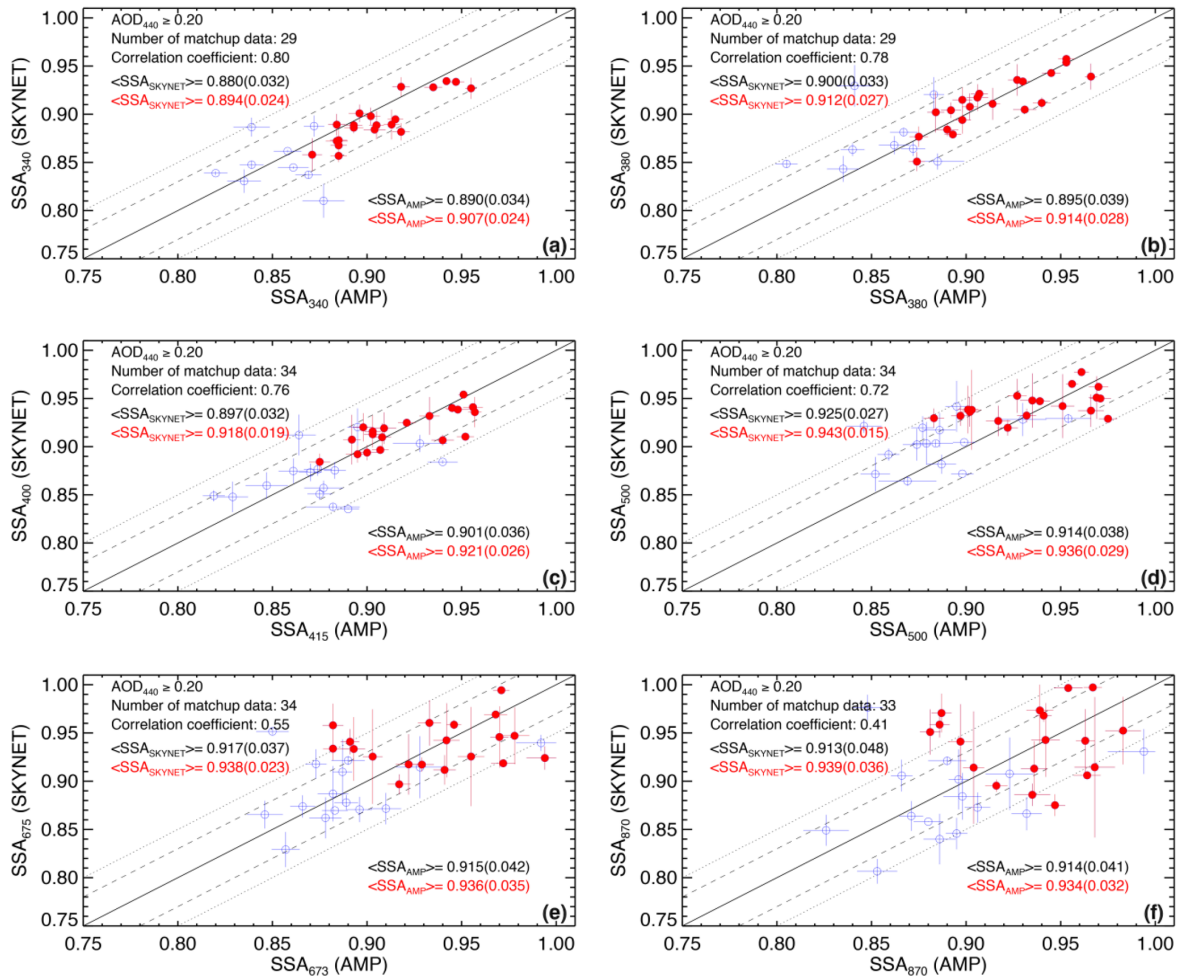 AOD440 ≥ 0.20
Number of matchup data: 29
Correlation coefficient: 0.80
<SSASKYNET>= 0.880(0.032)
<SSASKYNET>= 0.894(0.024)
<SSAAMP>= 0.890(0.034)
<SSAAMP>= 0.907(0.024)
(a)
SSA340 (SKYNET)
1.00
0.95
0.90
0.85
0.80
0.75
0.75 0.80 0.85 0.90 0.95 1.00
SSA340 (AMP)
AOD440 ≥ 0.20
Number of matchup data: 29
Correlation coefficient: 0.78
<SSASKYNET>= 0.900(0.033)
<SSASKYNET>= 0.912(0.027)
<SSAAMP>= 0.895(0.039)
<SSAAMP>= 0.914(0.028)
(b)
SSA380 (SKYNET)
1.00
0.95
0.90
0.85
0.80
0.75
0.75 0.80 0.85 0.90 0.95 1.00
SSA380 (AMP)
AOD440 ≥ 0.20
Number of matchup data: 34
Correlation coefficient: 0.76
<SSASKYNET>= 0.897(0.032)
<SSASKYNET>= 0.918(0.019)
<SSAAMP>= 0.901(0.036)
<SSAAMP>= 0.921(0.026)
(c)
SSA400 (SKYNET)
1.00
0.95
0.90
0.85
0.80
0.75
0.75 0.80 0.85 0.90 0.95 1.00
SSA415 (AMP)
AOD440 ≥ 0.20
Number of matchup data: 34
Correlation coefficient: 0.72
<SSASKYNET>= 0.925(0.027)
<SSASKYNET>= 0.943(0.015)
<SSAAMP>= 0.914(0.038)
<SSAAMP>= 0.936(0.029)
(d)
SSA500 (SKYNET)
1.00
0.95
0.90
0.85
0.80
0.75
0.75 0.80 0.85 0.90 0.95 1.00
SSA500 (AMP)
AOD440 ≥ 0.20
Number of matchup data: 34
Correlation coefficient: 0.55
<SSASKYNET>= 0.917(0.037)
<SSASKYNET>= 0.938(0.023)
<SSAAMP>= 0.915(0.042)
<SSAAMP>= 0.936(0.035)
(e)
SSA675 (SKYNET)
1.00
0.95
0.90
0.85
0.80
0.75
0.75 0.80 0.85 0.90 0.95 1.00
SSA673 (AMP)
AOD440 ≥ 0.20
Number of matchup data: 33
Correlation coefficient: 0.41
<SSASKYNET>= 0.913(0.048)
<SSASKYNET>= 0.939(0.036)
<SSAAMP>= 0.914(0.041)
<SSAAMP>= 0.934(0.032)
(f)
SSA870 (SKYNET)
1.00
0.95
0.90
0.85
0.80
0.75
0.75 0.80 0.85 0.90 0.95 1.00
SSA870 (AMP)